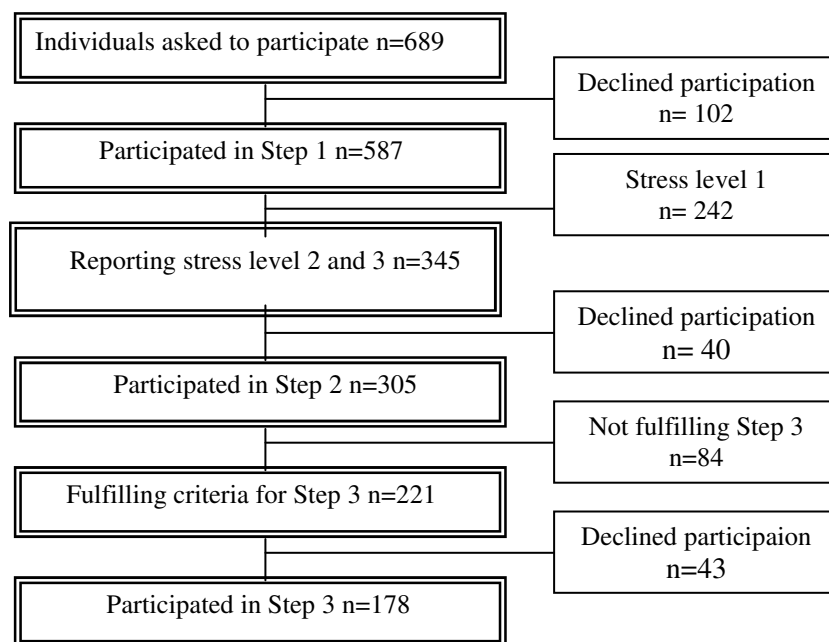 Individuals asked to participate n=689
Declined participation
n= 102
Participated in Step 1 n=587
Stress level 1
n= 242
Reporting stress level 2 and 3 n=345
Declined participation
n= 40
Participated in Step 2 n=305
Not fulfilling Step 3
n=84
Fulfilling criteria for Step 3 n=221
Declined participaion
n=43
Participated in Step 3 n=178